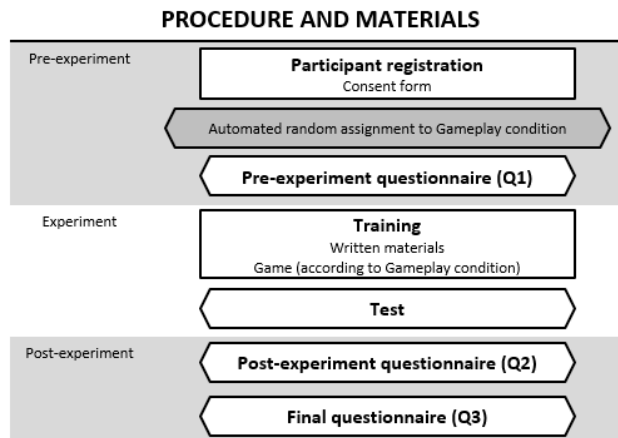 PROCEDURE AND MATERIALS
Pre-experiment
Participant registration
Consent form
Automated random assignment to Gameplay condition
Pre-experiment questionnaire (Q1)
Experiment
Training
Written materials
Game (according to Gameplay condition)
Test
Post-experiment
Post-experiment questionnaire (Q2)
Final questionnaire (Q3)